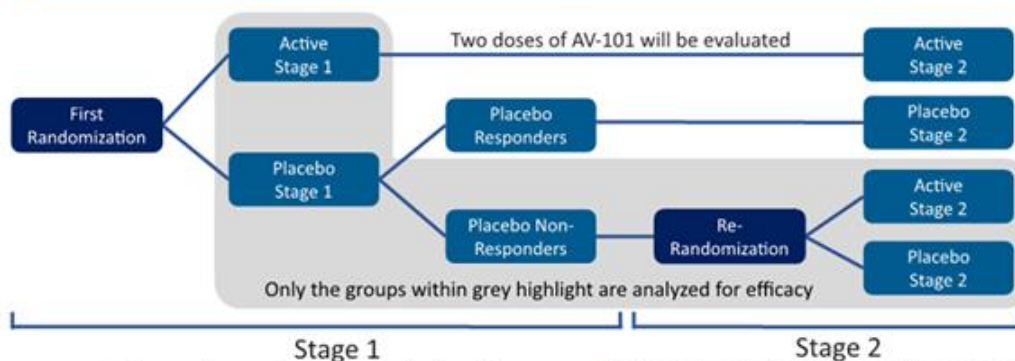 Active
Stage 1
Two doses of AV-101 will be evaluated
Active
Stage 2
First
Randomization
Placebo
Responders
Placebo
Stage 2
Placebo
Stage 1
Active
Stage 2
Placebo Non-
Responders
Re-
Randomization
Placebo
Stage 2
Only the groups within grey highlight are analyzed for efficacy
Stage 1
Stage 2